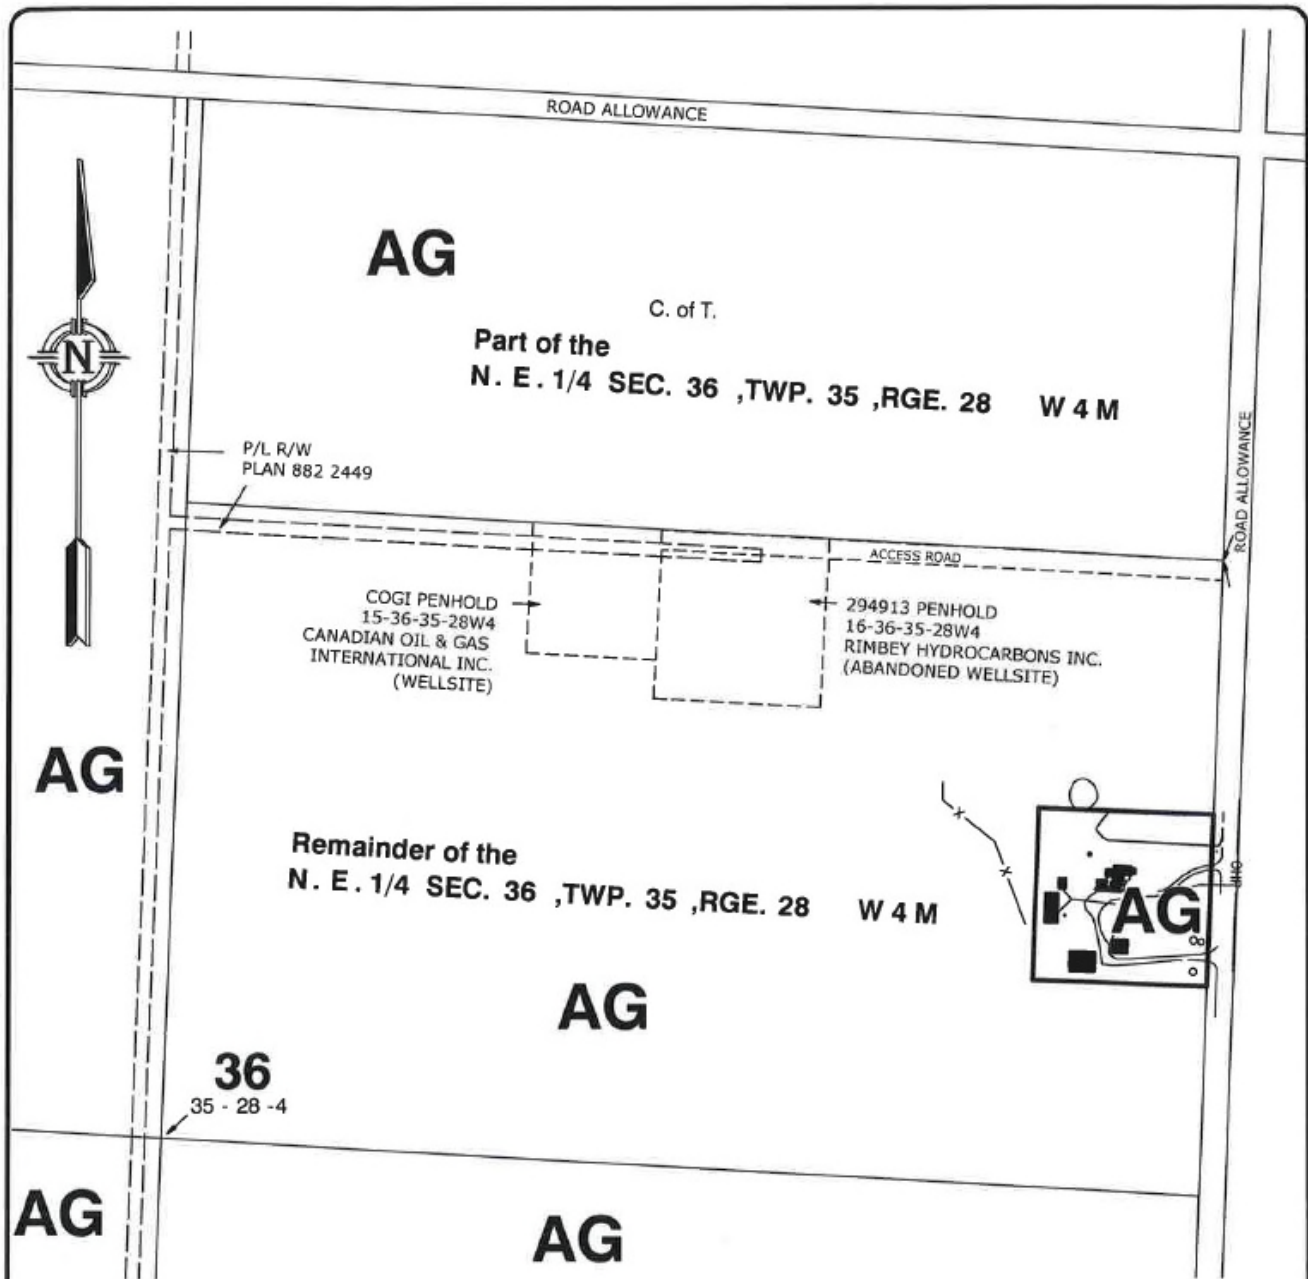 ROAD ALLOWANCE
AG
C. of T.
Part of the
N. E. 1/4 SEC. 36 ,TWP. 35 ,RGE. 28 W 4 M
N
ROAD ALLOWANCE
P/L R/W
PLAN 882 2449
ACCESS ROAD
COGI PENHOLD
15-36-35-28W4
CANADIAN OIL & GAS
INTERNATIONAL INC.
(WELLSITE)
294913 PENHOLD
16-36-35-28W4
RIMBEY HYDROCARBONS INC.
(ABANDONED WELLSITE)
AG
Remainder of the
N. E. 1/4 SEC. 36 ,TWP. 35 ,RGE. 28 W 4 M
X
X
OHP
AG
AG
36
35 - 28 -4
AG
AG